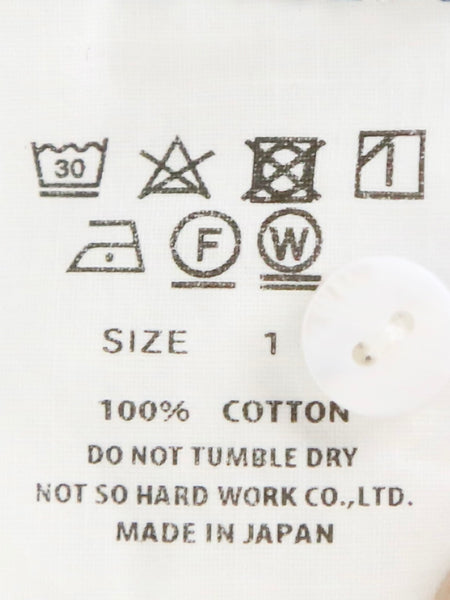 30
F W
SIZE 1
100% COTTON
DO NOT TUMBLE DRY
NOT SO HARD WORK CO.,LTD.
MADE IN JAPAN